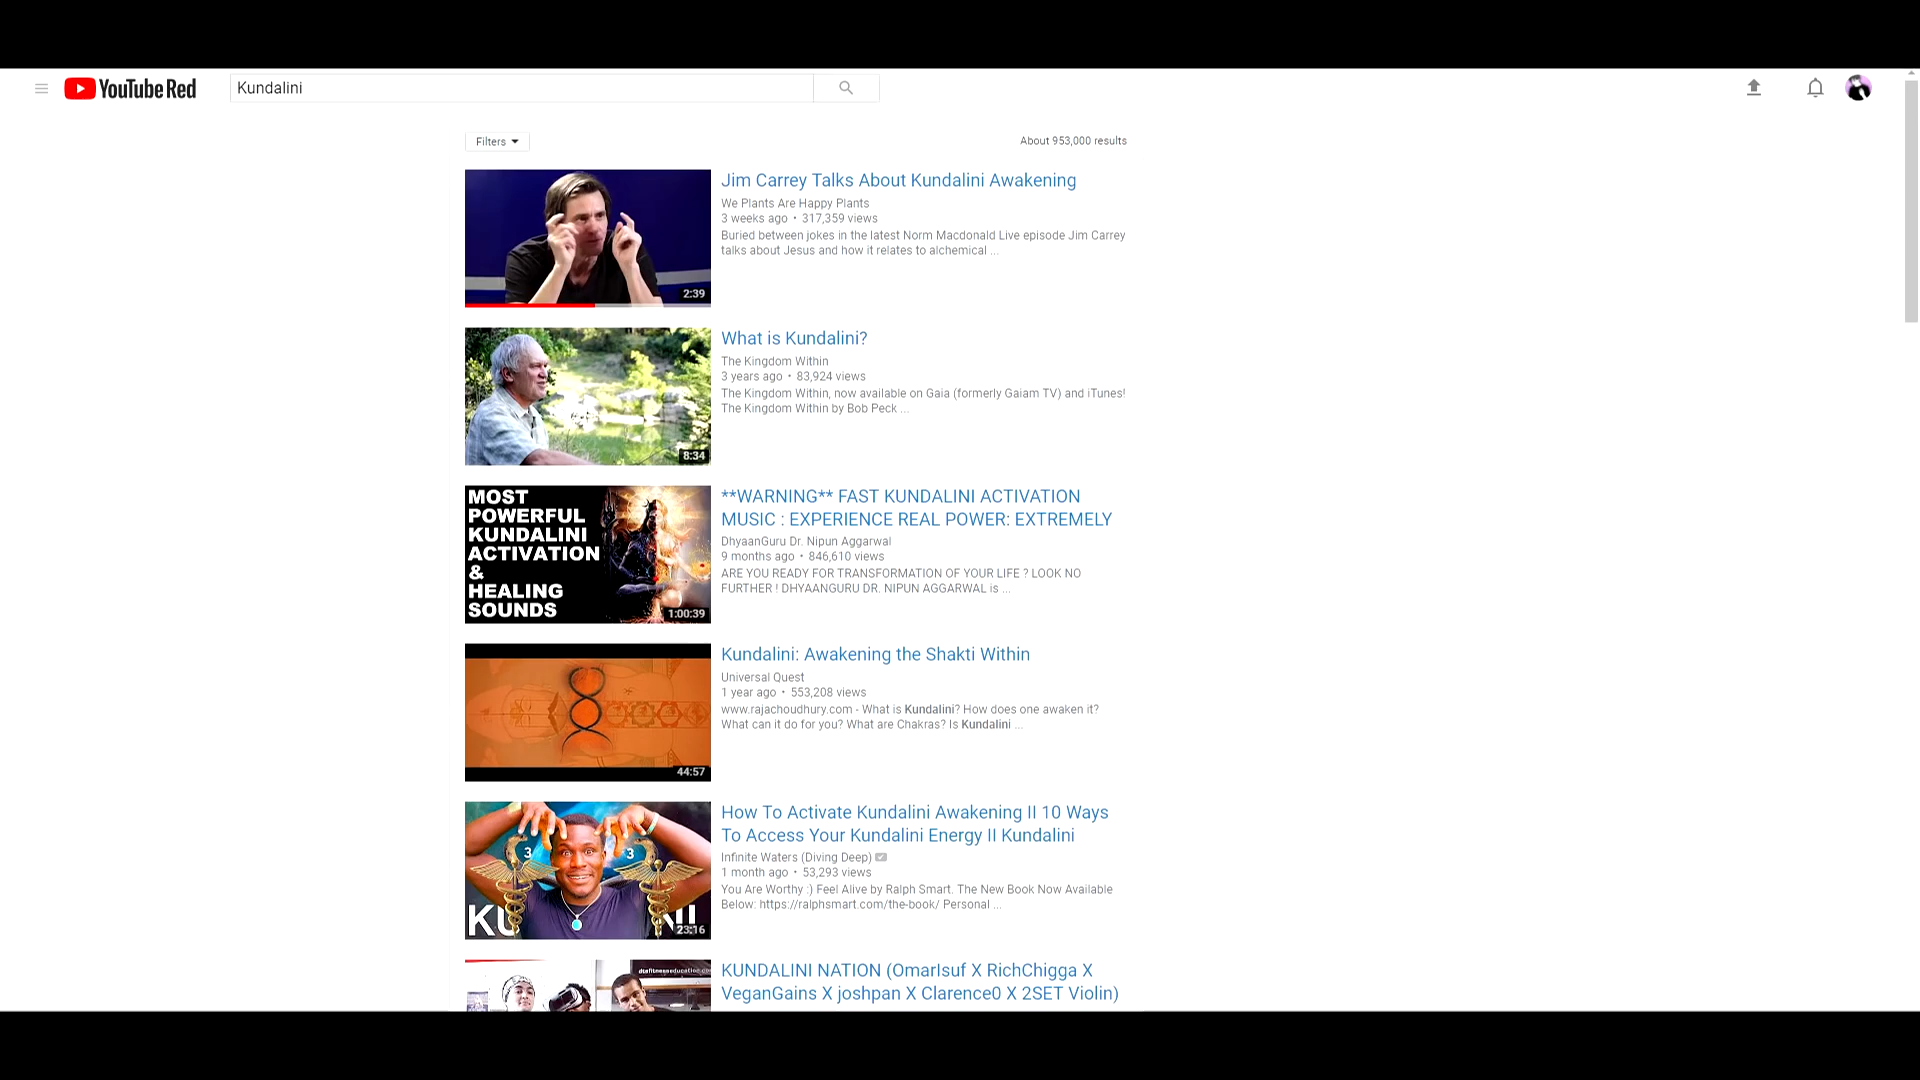 YouTube Red
Kundalini
Filters
About 953,000 results
2:39
Jim Carrey Talks About Kundalini Awakening
We Plants Are Happy Plants
3 weeks ago • 317,359 views
Buried between jokes in the latest Norm Macdonald Live episode Jim Carrey
talks about Jesus and how it relates to alchemical ...
8:34
What is Kundalini?
The Kingdom Within
3 years ago • 83,924 views
The Kingdom Within, now available on Gaia (formerly Gaiam TV) and iTunes!
The Kingdom Within by Bob Peck ...
MOST
POWERFUL
KUNDALINI
ACTIVATION
&
HEALING
SOUNDS
1:00:39
**WARNING** FAST KUNDALINI ACTIVATION
MUSIC : EXPERIENCE REAL POWER: EXTREMELY
DhyaanGuru Dr. Nipun Aggarwal
9 months ago • 846,610 views
ARE YOU READY FOR TRANSFORMATION OF YOUR LIFE ? LOOK NO
FURTHER ! DHYAANGURU DR. NIPUN AGGARWAL is ...
44:57
Kundalini: Awakening the Shakti Within
Universal Quest
1 year ago • 553,208 views
www.rajachoudhury.com - What is Kundalini? How does one awaken it?
What can it do for you? What are Chakras? Is Kundalini ...
3 3
KU NI
23:16
How To Activate Kundalini Awakening II 10 Ways
To Access Your Kundalini Energy II Kundalini
Infinite Waters (Diving Deep)
1 month ago • 53,293 views
You Are Worthy :) Feel Alive by Ralph Smart. The New Book Now Available
Below: https://ralphsmart.com/the-book/ Personal ...
KUNDALINI NATION (OmarIsuf X RichChigga X
VeganGains X joshpan X Clarence0 X 2SET Violin)